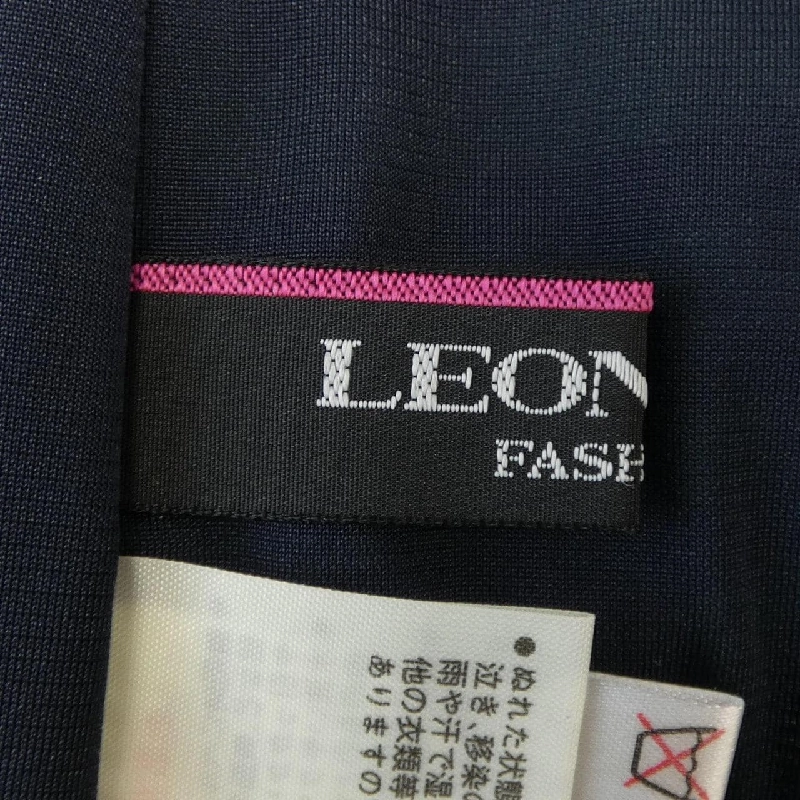 LEON
FASH
●ぬれた状態
泣き、移染の
雨や汗で湿
他の衣類等
ありますの